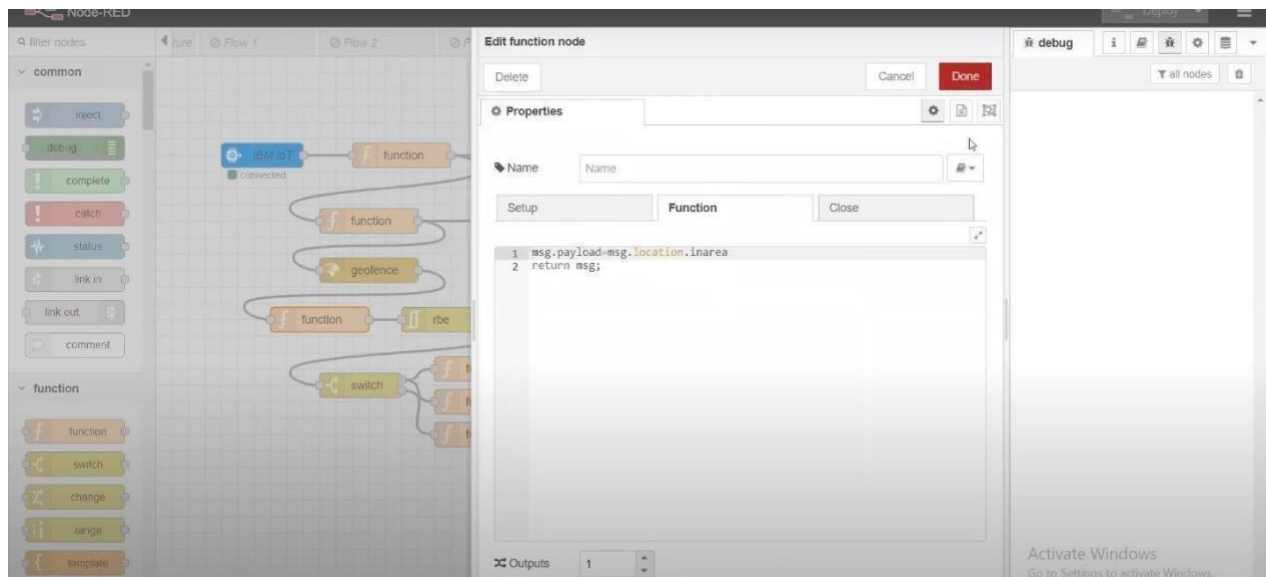 Node-RED
Deploy
filter nodes
common
inject
debug
complete
catch
status
link in
link out
comment
function
function
switch
change
range
template
Flow 1
Flow 2
IBM IoT
connected
function
function
geofence
function
rbe
switch
Edit function node
Delete
Cancel
Done
Properties
Name
Name
Setup
Function
Close
1 msg.payload=msg.location.inarea
2 return msg;
Outputs
1
debug
i
all nodes
Activate Windows
Go to Settings to activate Windows.